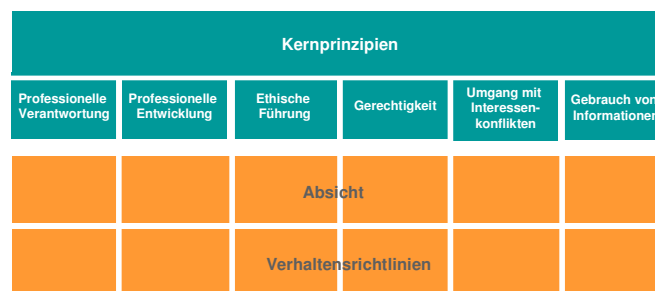 Kernprinzipien
Professionelle
Verantwortung
Professionelle
Entwicklung
Ethische
Führung
Gerechtigkeit
Umgang mit
Interessen-
konflikten
Gebrauch von
Informationen
Absicht
Verhaltensrichtlinien